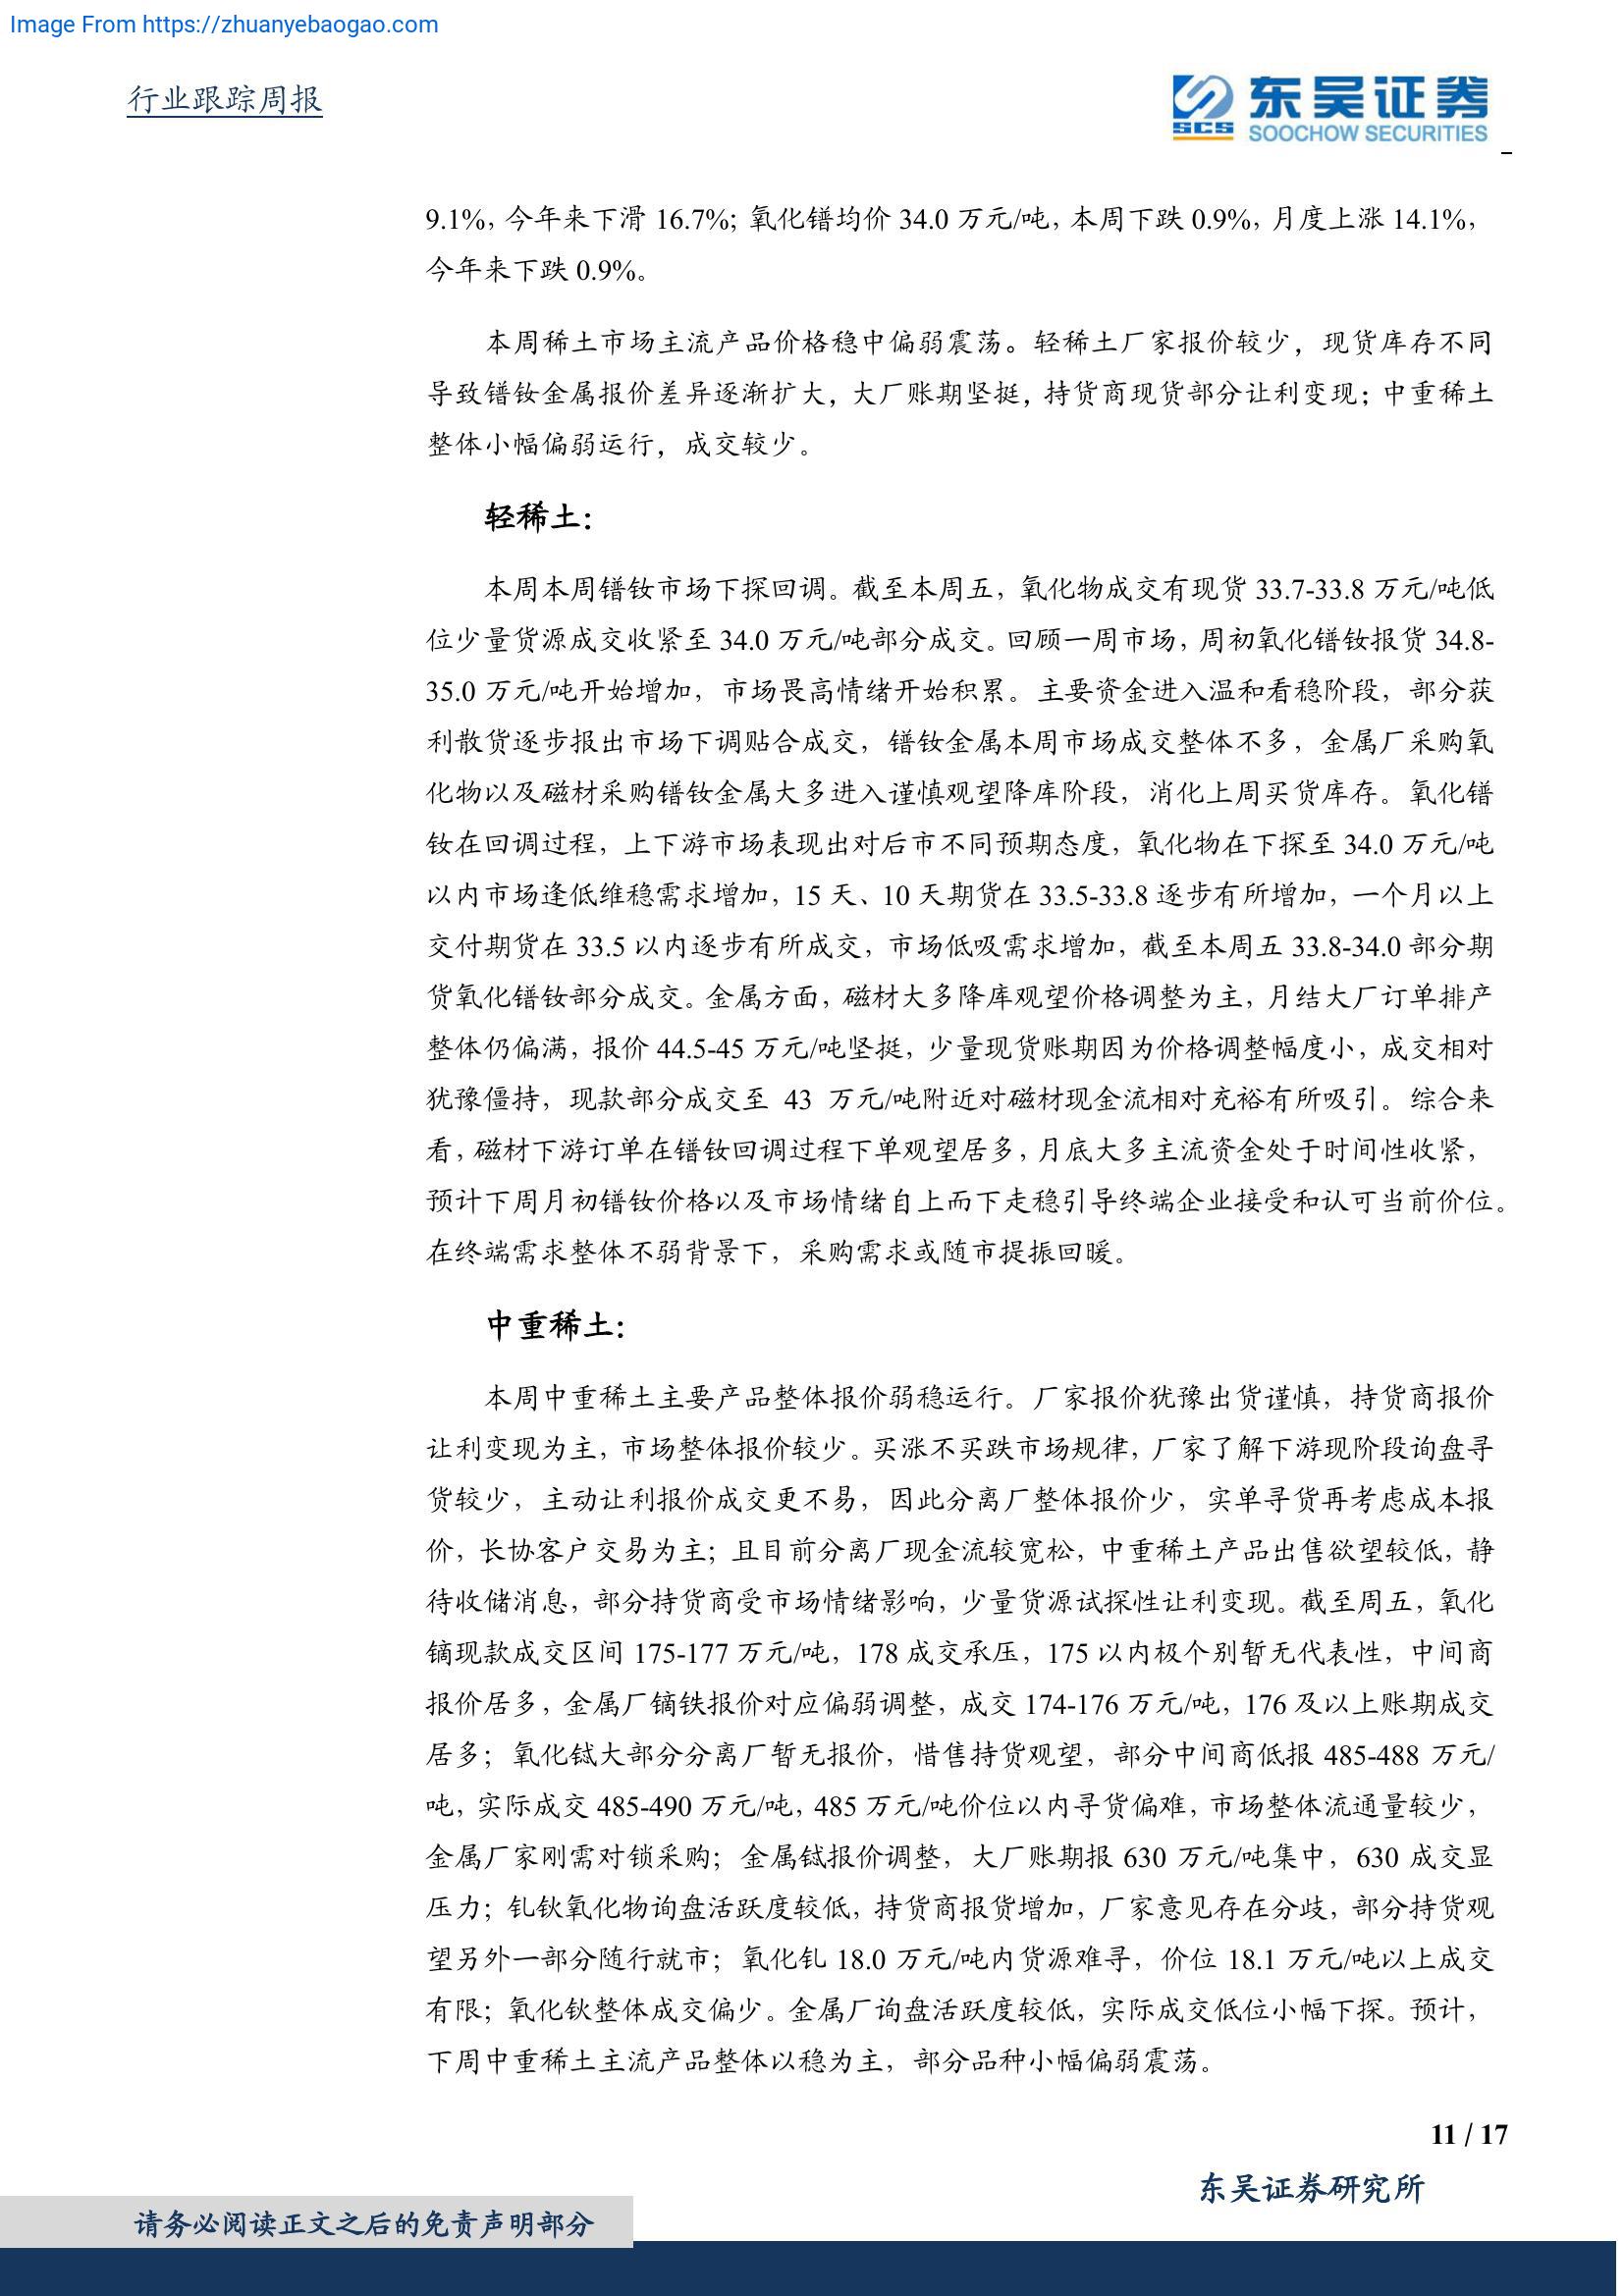 Image From https://zhuanyebaogao.com
行业跟踪周报
东吴证券
SCS
SOOCHOW SECURITIES
9.1%，今年来下滑 16.7%；氧化镨均价 34.0 万元/吨，本周下跌 0.9%，月度上涨 14.1%，
今年来下跌 0.9%。
本周稀土市场主流产品价格稳中偏弱震荡。轻稀土厂家报价较少，现货库存不同
导致镨钕金属报价差异逐渐扩大，大厂账期坚挺，持货商现货部分让利变现；中重稀土
整体小幅偏弱运行，成交较少。
轻稀土：
本周本周镨钕市场下探回调。截至本周五，氧化物成交有现货 33.7-33.8 万元/吨低
位少量货源成交收紧至 34.0 万元/吨部分成交。回顾一周市场，周初氧化镨钕报货 34.8-
35.0 万元/吨开始增加，市场畏高情绪开始积累。主要资金进入温和看稳阶段，部分获
利散货逐步报出市场下调贴合成交，镨钕金属本周市场成交整体不多，金属厂采购氧
化物以及磁材采购镨钕金属大多进入谨慎观望降库阶段，消化上周买货库存。氧化镨
钕在回调过程，上下游市场表现出对后市不同预期态度，氧化物在下探至 34.0 万元/吨
以内市场逢低维稳需求增加，15 天、10 天期货在 33.5-33.8 逐步有所增加，一个月以上
交付期货在 33.5 以内逐步有所成交，市场低吸需求增加，截至本周五 33.8-34.0 部分期
货氧化镨钕部分成交。金属方面，磁材大多降库观望价格调整为主，月结大厂订单排产
整体仍偏满，报价 44.5-45 万元/吨坚挺，少量现货账期因为价格调整幅度小，成交相对
犹豫僵持，现款部分成交至 43 万元/吨附近对磁材现金流相对充裕有所吸引。综合来
看，磁材下游订单在镨钕回调过程下单观望居多，月底大多主流资金处于时间性收紧，
预计下周月初镨钕价格以及市场情绪自上而下走稳引导终端企业接受和认可当前价位。
在终端需求整体不弱背景下，采购需求或随市提振回暖。
中重稀土：
本周中重稀土主要产品整体报价弱稳运行。厂家报价犹豫出货谨慎，持货商报价
让利变现为主，市场整体报价较少。买涨不买跌市场规律，厂家了解下游现阶段询盘寻
货较少，主动让利报价成交更不易，因此分离厂整体报价少，实单寻货再考虑成本报
价，长协客户交易为主；且目前分离厂现金流较宽松，中重稀土产品出售欲望较低，静
待收储消息，部分持货商受市场情绪影响，少量货源试探性让利变现。截至周五，氧化
镝现款成交区间 175-177 万元/吨，178 成交承压，175 以内极个别暂无代表性，中间商
报价居多，金属厂镝铁报价对应偏弱调整，成交 174-176 万元/吨，176 及以上账期成交
居多；氧化铽大部分分离厂暂无报价，惜售持货观望，部分中间商低报 485-488 万元/
吨，实际成交 485-490 万元/吨，485 万元/吨价位以内寻货偏难，市场整体流通量较少，
金属厂家刚需对锁采购；金属铽报价调整，大厂账期报 630 万元/吨集中，630 成交显
压力；钆钬氧化物询盘活跃度较低，持货商报货增加，厂家意见存在分歧，部分持货观
望另外一部分随行就市；氧化钆 18.0 万元/吨内货源难寻，价位 18.1 万元/吨以上成交
有限；氧化钬整体成交偏少。金属厂询盘活跃度较低，实际成交低位小幅下探。预计，
下周中重稀土主流产品整体以稳为主，部分品种小幅偏弱震荡。
11 / 17
东吴证券研究所
请务必阅读正文之后的免责声明部分